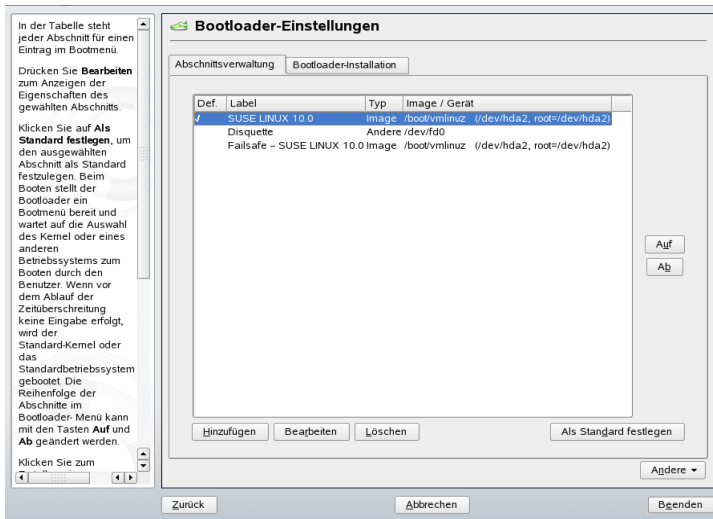 In der Tabelle steht
jeder Abschnitt für einen
Eintrag im Bootmenü.
Drücken Sie Bearbeiten
zum Anzeigen der
Eigenschaften des
gewählten Abschnitts.
Klicken Sie auf Als
Standard festlegen, um
den ausgewählten
Abschnitt als Standard
festzulegen. Beim
Booten stellt der
Bootloader ein
Bootmenü bereit und
wartet auf die Auswahl
des Kernel oder eines
anderen
Betriebssystems zum
Booten durch den
Benutzer. Wenn vor
dem Ablauf der
Zeitüberschreitung
keine Eingabe erfolgt,
wird der
Standard-Kernel oder
das
Standardbetriebssystem
gebootet. Die
Reihenfolge der
Abschnitte im
Bootloader- Menü kann
mit den Tasten Auf und
Ab geändert werden.
Klicken Sie zum
Bootloader-Einstellungen
Abschnittsverwaltung Bootloader-Installation
Def. Label Typ Image / Gerät
SUSE LINUX 10.0 Image /boot/vmlinuz (/dev/hda2, root=/dev/hda2)
Disquette Andere /dev/fd0
Failsafe – SUSE LINUX 10.0 Image /boot/vmlinuz (/dev/hda2, root=/dev/hda2)
Auf
Ab
Hinzufügen Bearbeiten Löschen Als Standard festlegen
Andere
Zurück Abbrechen Beenden